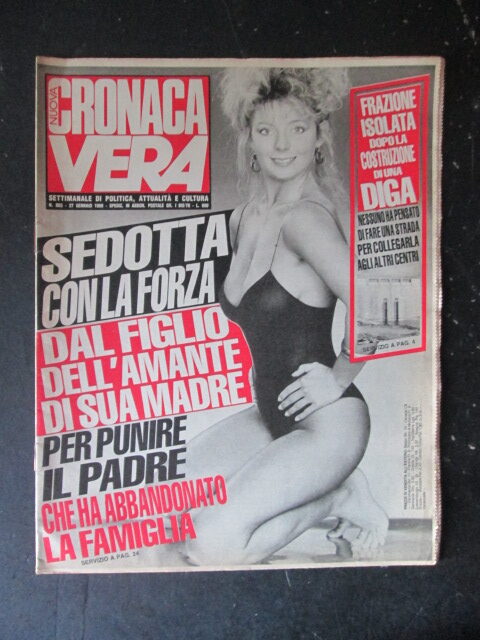 NUOVA
CRONACA
VERA
SETTIMANALE DI POLITICA, ATTUALITÀ E CULTURA
SEDOTTA
CON LA FORZA
DAL FIGLIO
DELL'AMANTE
DI SUA MADRE
PER PUNIRE
IL PADRE
CHE HA ABBANDONATO
LA FAMIGLIA
SERVIZIO A PAG. 24
FRAZIONE
ISOLATA
DOPO LA
COSTRUZIONE
DI UNA
DIGA
NESSUNO HA PENSATO
DI FARE UNA STRADA
PER COLLEGARLA
AGLI ALTRI CENTRI
SERVIZIO A PAG. 4